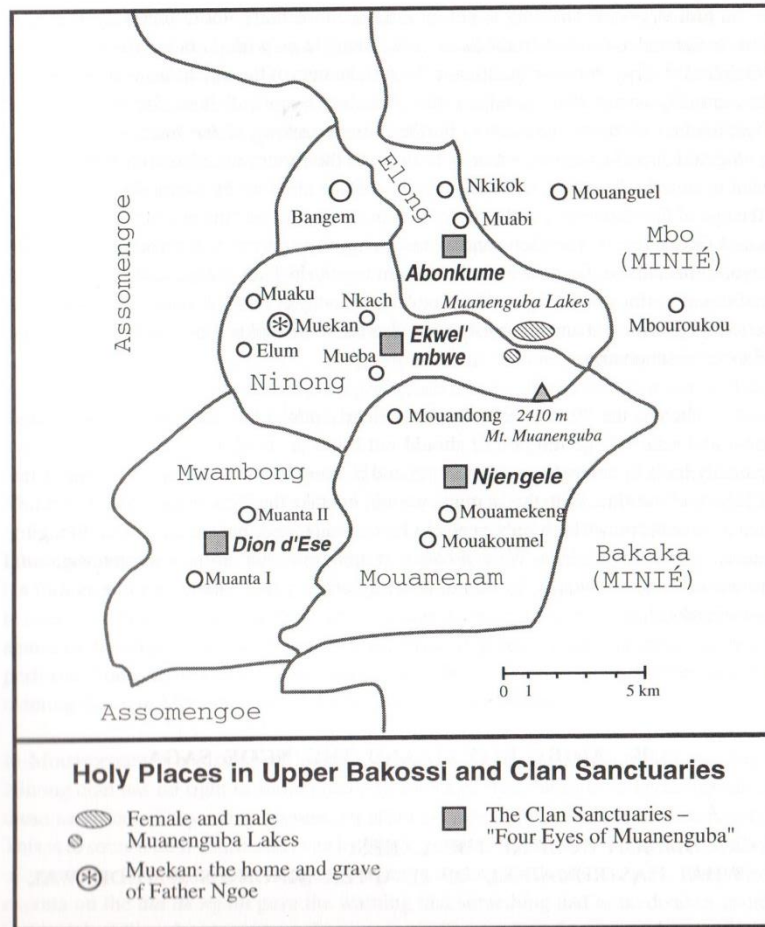 Elong
Nkikok
Mouanguel
Bangem
Muabi
Mbo
(MINIÉ)
Assomengoe
Abonkume
Muaku
Nkach
Muanenguba Lakes
Mbouroukou
Muekan
Ekwel'
mbwe
Elum
Mueba
Ninong
Mouandong
2410 m
Mt. Muanenguba
Mwambong
Njengele
Muanta II
Mouamekeng
Dion d'Ese
Mouakoumel
Bakaka
(MINIÉ)
Muanta I
Mouamenam
0 1 5 km
Assomengoe
Holy Places in Upper Bakossi and Clan Sanctuaries
Female and male
Muanenguba Lakes
Muekan: the home and grave
of Father Ngoe
The Clan Sanctuaries –
"Four Eyes of Muanenguba"